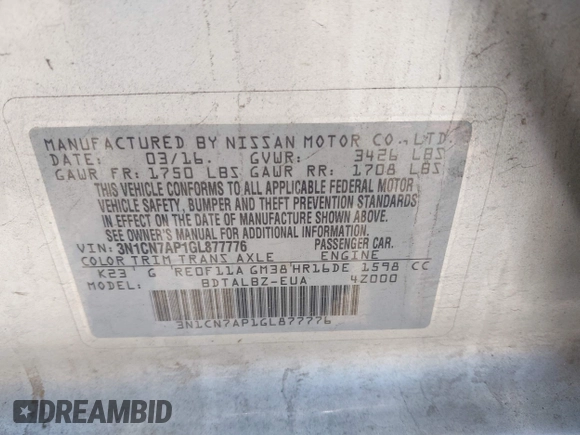 MANUFACTURED BY NISSAN MOTOR CO., LTD.
DATE: 03/16. GVWR: 3426 LBS
GAWR FR: 1750 LBS GAWR RR: 1708 LBS
THIS VEHICLE CONFORMS TO ALL APPLICABLE FEDERAL MOTOR
VEHICLE SAFETY, BUMPER AND THEFT PREVENTION STANDARDS
IN EFFECT ON THE DATE OF MANUFACTURE SHOWN ABOVE.
SEE OWNER'S MANUAL FOR ADDITIONAL INFORMATION.
VIN: 3N1CN7AP1GL877776 PASSENGER CAR.
COLOR TRIM TRANS AXLE ENGINE
K23 G RE0F11A GM38 HR16DE 1598 CC
MODEL: BDTALBZ-EUA 4Z000
3N1CN7AP1GL877776
DREAMBID